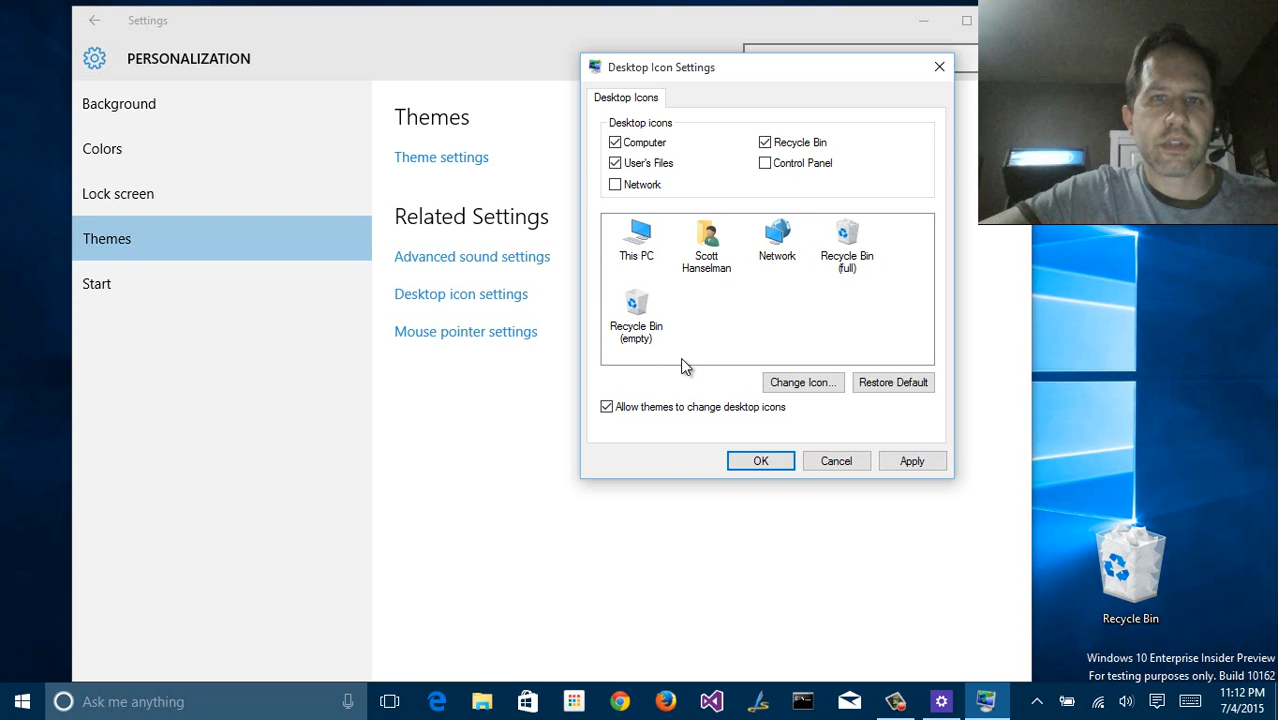 Settings
PERSONALIZATION
Background
Colors
Lock screen
Themes
Start
Themes
Theme settings
Related Settings
Advanced sound settings
Desktop icon settings
Mouse pointer settings
Desktop Icon Settings
Desktop Icons
Desktop icons
Computer
Recycle Bin
User's Files
Control Panel
Network
This PC
Scott
Hanselman
Network
Recycle Bin
(full)
Recycle Bin
(empty)
Change Icon...
Restore Default
Allow themes to change desktop icons
OK
Cancel
Apply
Recycle Bin
Windows 10 Enterprise Insider Preview
For testing purposes only. Build 10162
Ask me anything
11:12 PM
7/4/2015